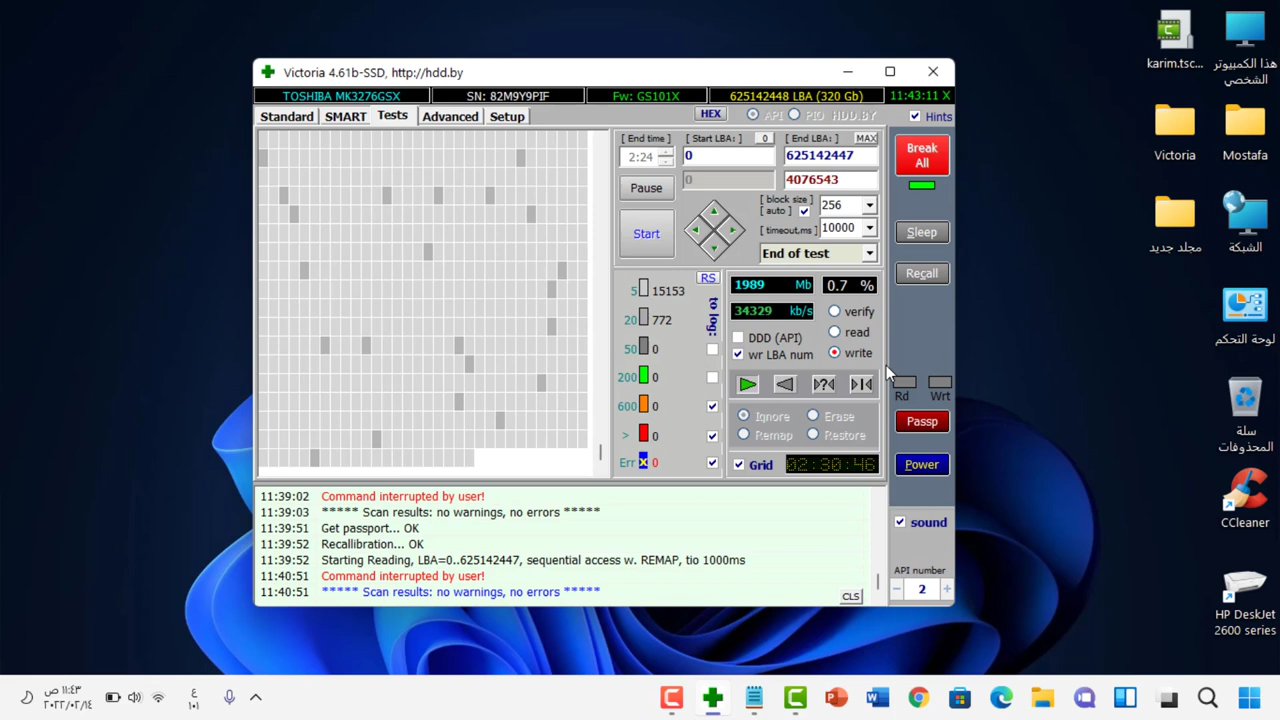 Victoria 4.61b-SSD, http://hdd.by
TOSHIBA MK3276GSX
SN: 82M9Y9PIF
Fw: GS101X
625142448 LBA (320 Gb)
11:43:11 X
Standard
SMART
Tests
Advanced
Setup
HEX
API
PIO
HDD.BY
Hints
[ End time ]
[ Start LBA: ]
0
[ End LBA: ]
MAX
2:24
0
625142447
Pause
0
4076543
[ block size ]
[ auto ]
256
[ timeout,ms ]
10000
Start
End of test
Break
All
Sleep
Recall
RS
to log:
5 15153
20 772
50 0
200 0
600 0
> 0
Err 0
1989 Mb
0.7 %
34329 kb/s
verify
read
write
DDD (API)
wr LBA num
Ignore
Erase
Remap
Restore
Grid
02:30:46
Rd
Wrt
Passp
Power
sound
API number
2
11:39:02 Command interrupted by user!
11:39:03 ***** Scan results: no warnings, no errors *****
11:39:51 Get passport... OK
11:39:52 Recallibration... OK
11:39:52 Starting Reading, LBA=0..625142447, sequential access w. REMAP, tio 1000ms
11:40:51 Command interrupted by user!
11:40:51 ***** Scan results: no warnings, no errors *****
CLS
karim.tsc...
هذا الكمبيوتر
الشخصي
Victoria
Mostafa
مجلد جديد
الشبكة
لوحة التحكم
سلة
المحذوفات
CCleaner
HP DeskJet
2600 series
١١:٤٣ ص
ع
١٠١